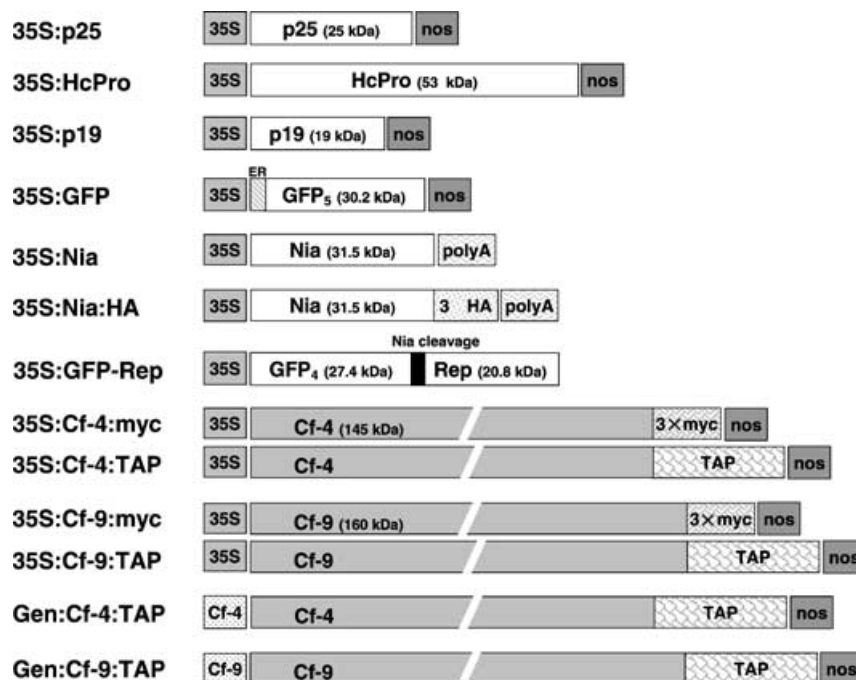 35S:p25 35S p25 (25 kDa) nos
35S:HcPro 35S HcPro (53 kDa) nos
35S:p19 35S p19 (19 kDa) nos
ER
35S:GFP 35S GFP5 (30.2 kDa) nos
35S:Nia 35S Nia (31.5 kDa) polyA
35S:Nia:HA 35S Nia (31.5 kDa) 3 HA polyA
Nia cleavage
35S:GFP-Rep 35S GFP4 (27.4 kDa) Rep (20.8 kDa)
35S:Cf-4:myc 35S Cf-4 (145 kDa) 3×myc nos
35S:Cf-4:TAP 35S Cf-4 TAP nos
35S:Cf-9:myc 35S Cf-9 (160 kDa) 3×myc nos
35S:Cf-9:TAP 35S Cf-9 TAP nos
Gen:Cf-4:TAP Cf-4 Cf-4 TAP nos
Gen:Cf-9:TAP Cf-9 Cf-9 TAP nos